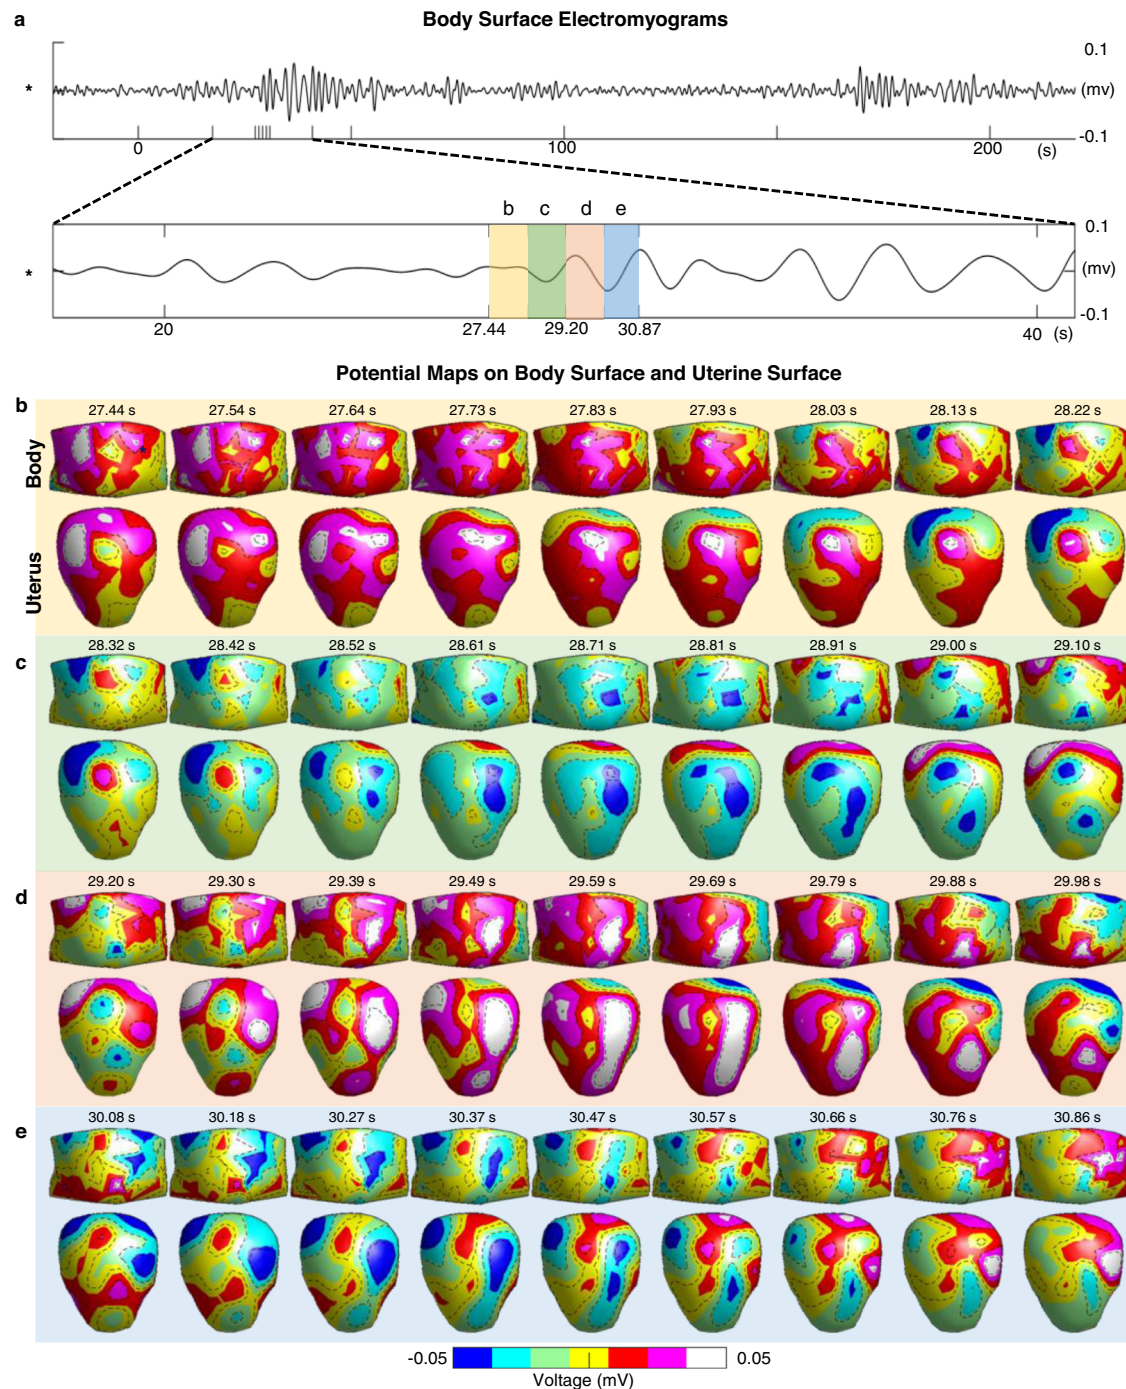 a
Body Surface Electromyograms
0.1
*
(mv)
-0.1
0 100 200 (s)
b c d e
0.1
*
(mv)
-0.1
20 27.44 29.20 30.87 40 (s)
Potential Maps on Body Surface and Uterine Surface
b
27.44 s 27.54 s 27.64 s 27.73 s 27.83 s 27.93 s 28.03 s 28.13 s 28.22 s
Body
*
Uterus
c
28.32 s 28.42 s 28.52 s 28.61 s 28.71 s 28.81 s 28.91 s 29.00 s 29.10 s
d
29.20 s 29.30 s 29.39 s 29.49 s 29.59 s 29.69 s 29.79 s 29.88 s 29.98 s
e
30.08 s 30.18 s 30.27 s 30.37 s 30.47 s 30.57 s 30.66 s 30.76 s 30.86 s
-0.05 0.05
Voltage (mV)